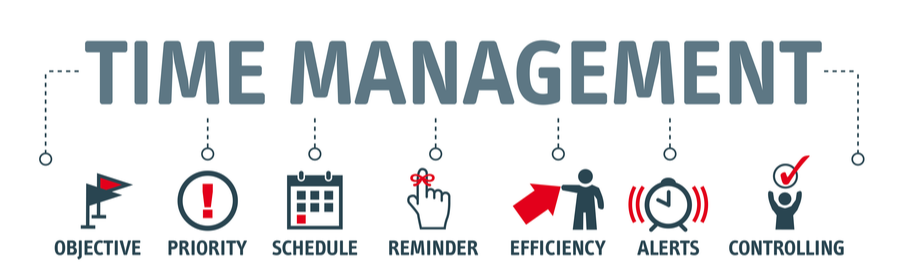 TIME MANAGEMENT
OBJECTIVE PRIORITY SCHEDULE REMINDER EFFICIENCY ALERTS CONTROLLING